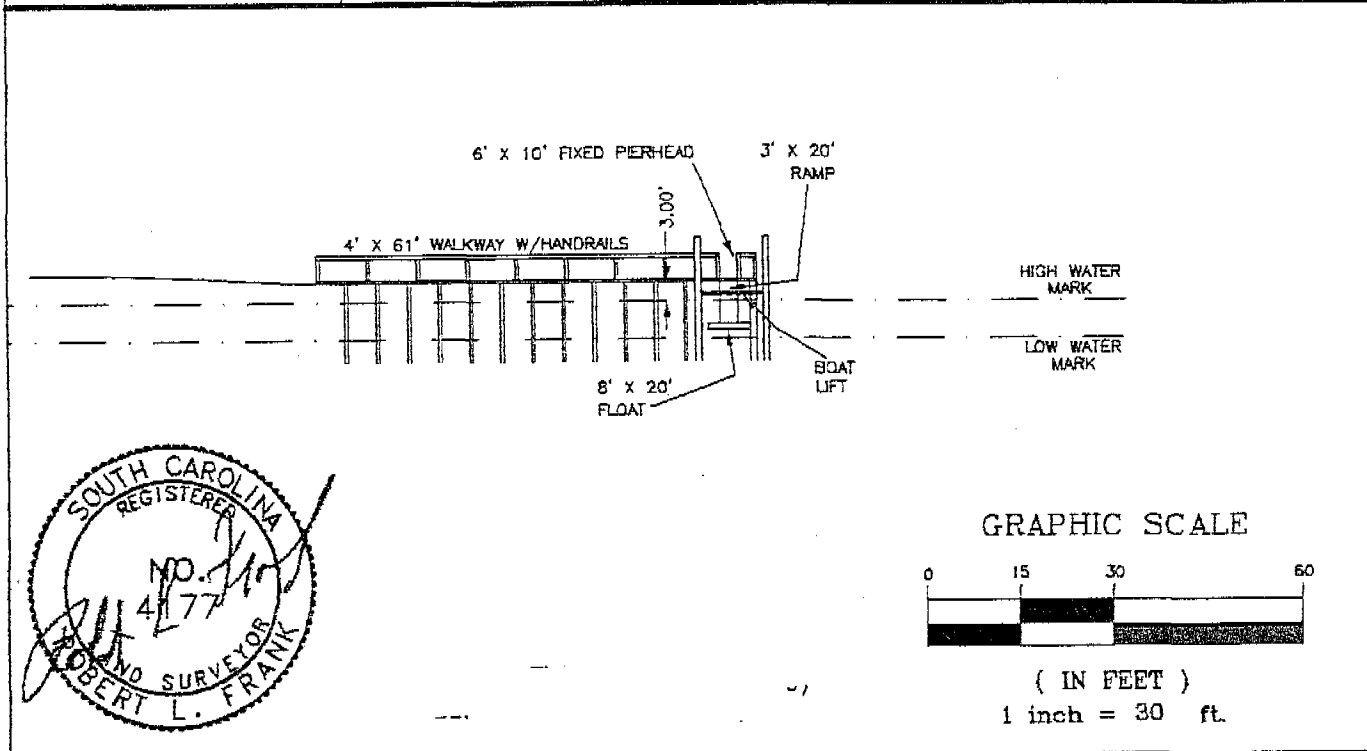 6' X 10' FIXED PIERHEAD
3' X 20'
RAMP
3.00'
4' X 61' WALKWAY W/HANDRAILS
HIGH WATER
MARK
LOW WATER
MARK
BOAT
LIFT
8' X 20'
FLOAT
SOUTH CAROLINA
REGISTERED
NO.
4177
LAND SURVEYOR
ROBERT L. FRANK
GRAPHIC SCALE
0 15 30 60
( IN FEET )
1 inch = 30 ft.